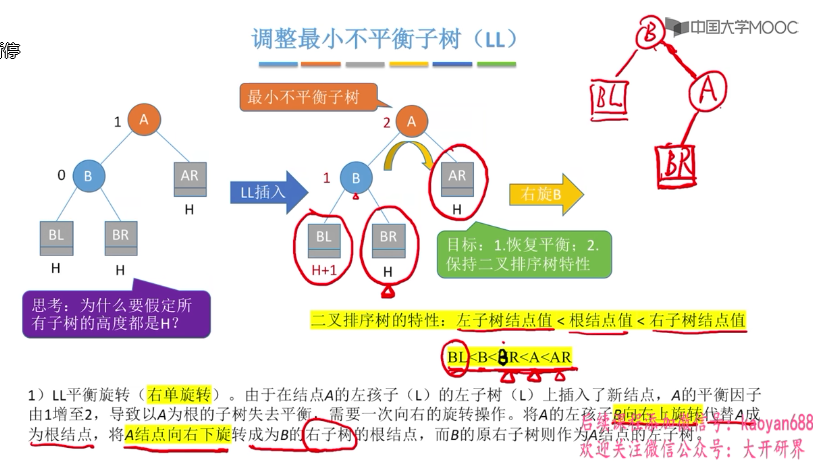 暂停
调整最小不平衡子树（LL）
中国大学MOOC
B
BL
A
BR
最小不平衡子树
1
A
2
A
0
B
AR
H
LL插入
1
B
AR
H
右旋B
BL
H
BR
H
BL
H+1
BR
H
目标：1.恢复平衡；2.
保持二叉排序树特性
思考：为什么要假定所
有子树的高度都是H？
二叉排序树的特性：左子树结点值 < 根结点值 < 右子树结点值
BL<B<BR<A<AR
1）LL平衡旋转（右单旋转）。由于在结点A的左孩子（L）的左子树（L）上插入了新结点，A的平衡因子
由1增至2，导致以A为根的子树失去平衡，需要一次向右的旋转操作。将A的左孩子B向右上旋转代替A成
为根结点，将A结点向右下旋转成为B的右子树的根结点，而B的原右子树则作为A结点的左子树。
kaoyan688
欢迎关注微信公众号：大开研界